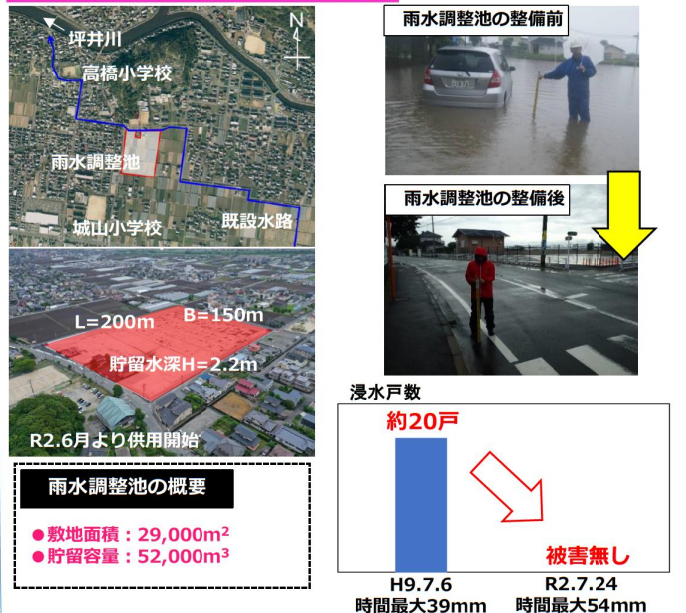 N
坪井川
高橋小学校
雨水調整池
城山小学校
既設水路
L=200m
B=150m
貯留水深H=2.2m
R2.6月より供用開始
雨水調整池の概要
●敷地面積：29,000m²
●貯留容量：52,000m³
雨水調整池の整備前
雨水調整池の整備後
浸水戸数
約20戸
被害無し
H9.7.6
時間最大39mm
R2.7.24
時間最大54mm